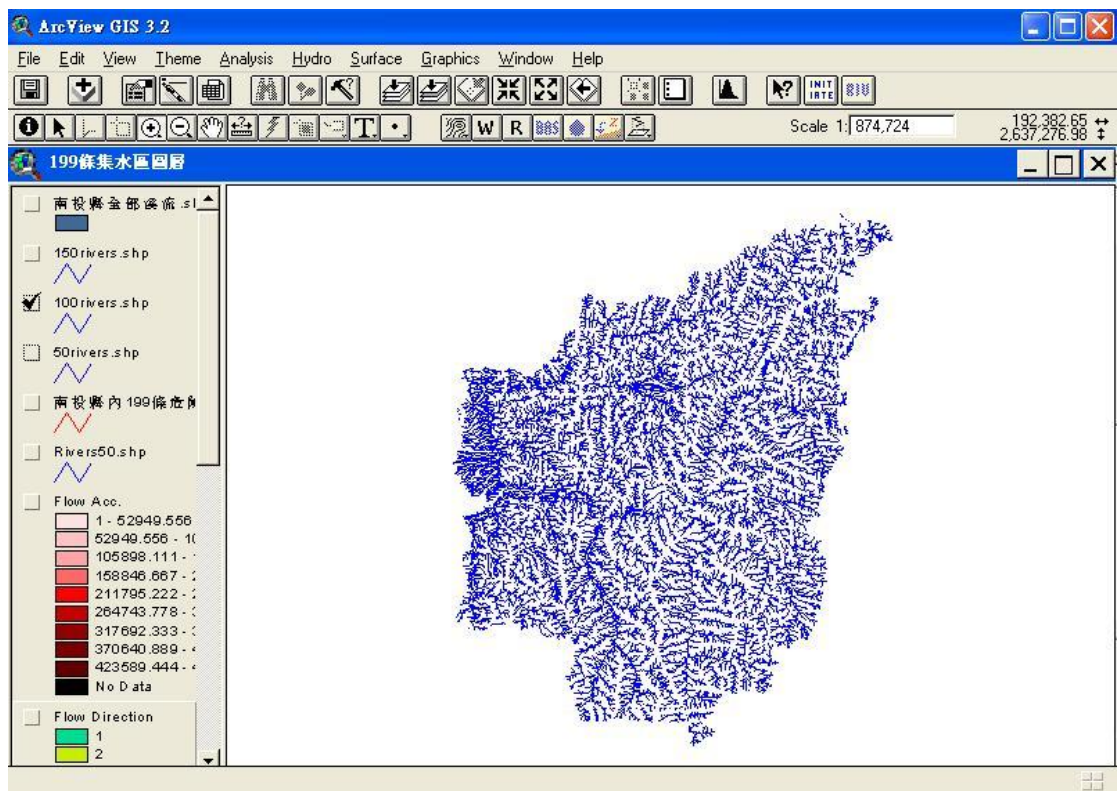 ArcView GIS 3.2
File Edit View Theme Analysis Hydro Surface Graphics Window Help
INIT IATE
W R BAS Scale 1: 874,724 192,382.65
2,637,276.98
199條集水區圖層
南投縣全部溪流.sl
150rivers.shp
100rivers.shp
50rivers.shp
南投縣內199條危
Rivers50.shp
Flow Acc.
1 - 52949.556
52949.556 - 10
105898.111 - 
158846.667 - 2
211795.222 - 2
264743.778 - 3
317692.333 - 3
370640.889 - 4
423589.444 - 4
No Data
Flow Direction
1
2